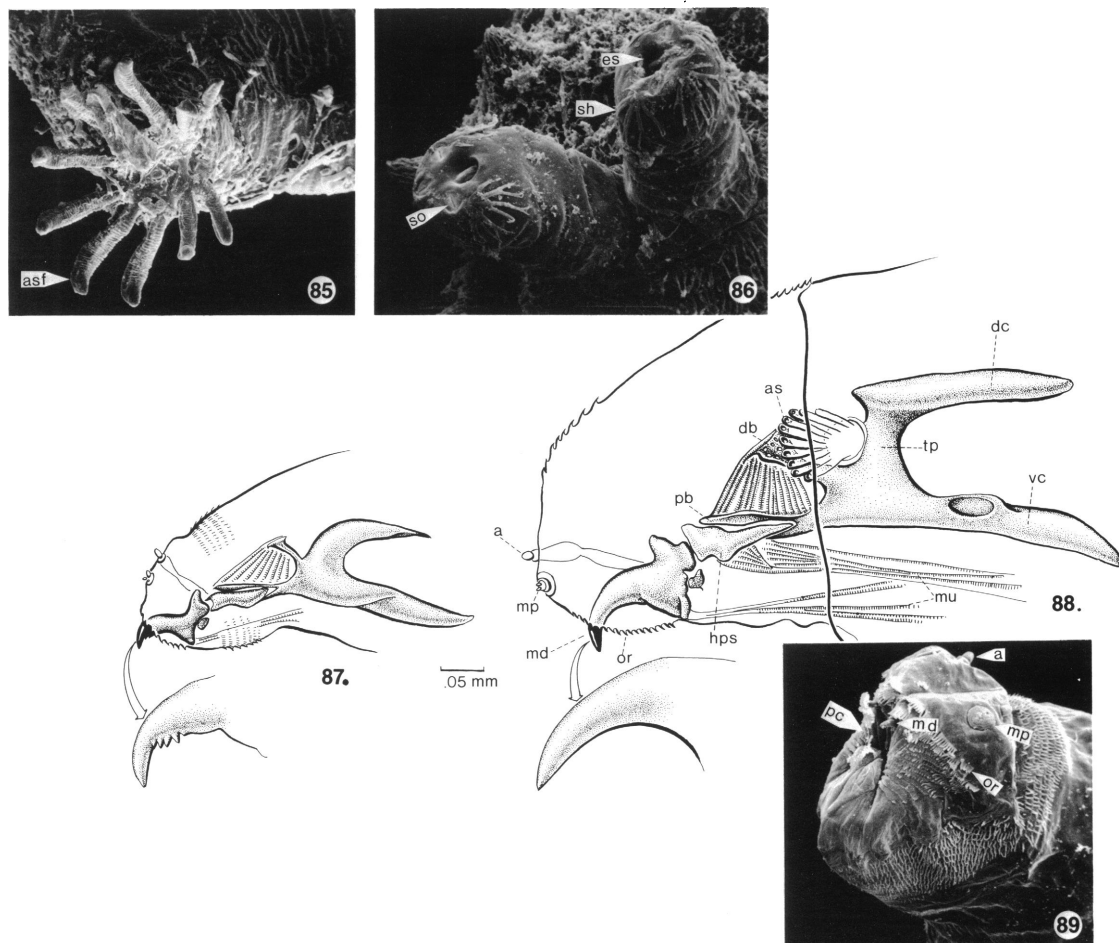 asf
85
es
sh
so
86
dc
as
db
tp
vc
pb
a
mp
mu
88.
md
or
hps
87.
.05 mm
a
pc
md
mp
or
89